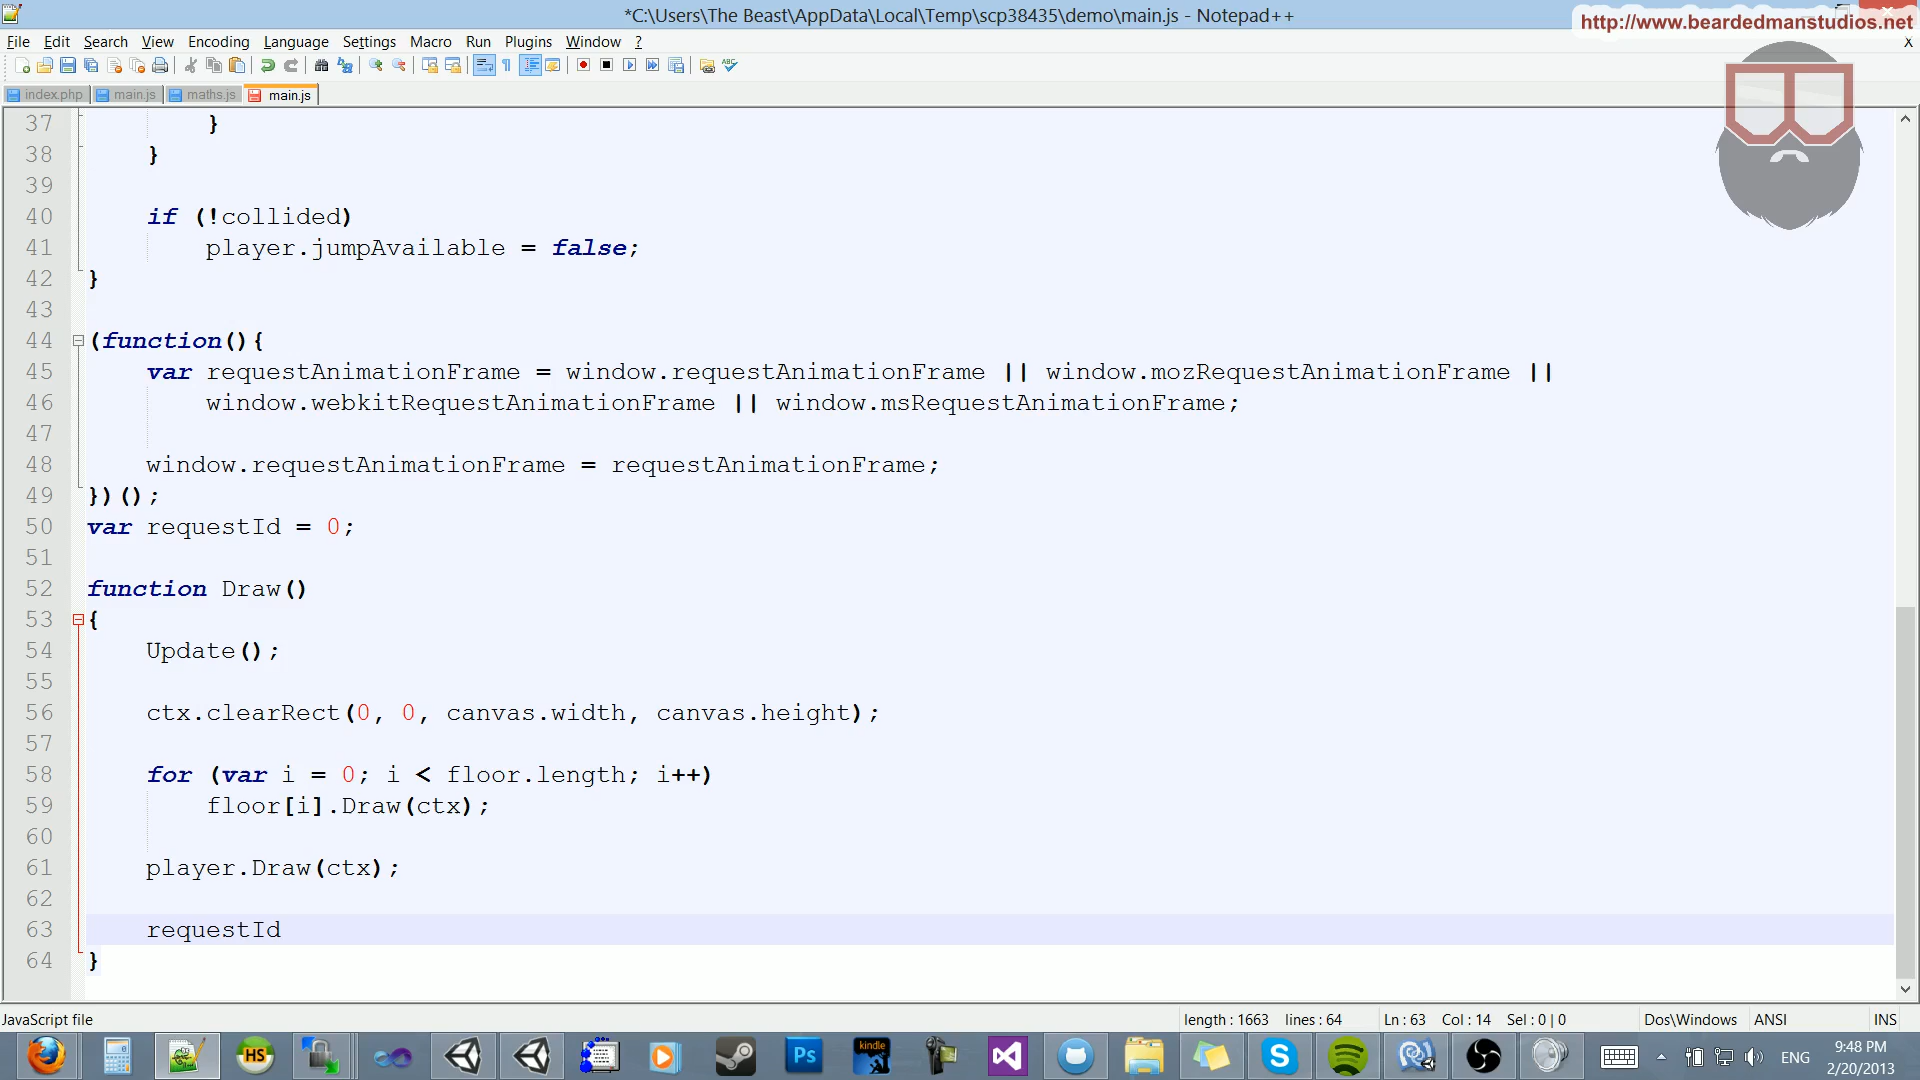 *C:\Users\The Beast\AppData\Local\Temp\scp38435\demo\main.js - Notepad++
http://www.beardedmanstudios.net
File Edit Search View Encoding Language Settings Macro Run Plugins Window ? X
index.php main.js maths.js main.js
37 }
38 }
39
40 if (!collided)
41 player.jumpAvailable = false;
42 }
43
44 (function(){
45 var requestAnimationFrame = window.requestAnimationFrame || window.mozRequestAnimationFrame ||
46 window.webkitRequestAnimationFrame || window.msRequestAnimationFrame;
47
48 window.requestAnimationFrame = requestAnimationFrame;
49 })();
50 var requestId = 0;
51
52 function Draw()
53 {
54 Update();
55
56 ctx.clearRect(0, 0, canvas.width, canvas.height);
57
58 for (var i = 0; i < floor.length; i++)
59 floor[i].Draw(ctx);
60
61 player.Draw(ctx);
62
63 requestId
64 }
JavaScript file length : 1663 lines : 64 Ln : 63 Col : 14 Sel : 0 | 0 Dos\Windows ANSI INS
HS Ps kindle ENG 9:48 PM
2/20/2013